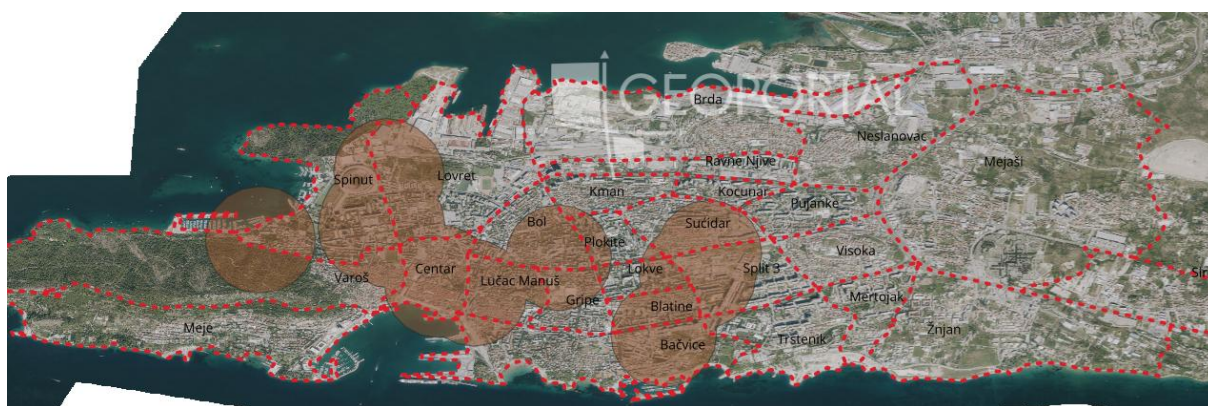 GEOPORTAL
Brda
Neslanovac
Ravne Njive
Mejaši
Lovret
Spinut
Kman
Kocunar
Pujanke
Bol
Sućidar
Plokite
Visoka
Varoš
Centar
Lučac Manuš
Lokve
Split 3
Gripe
Blatine
Mertojak
Meje
Žnjan
Bačvice
Trstenik